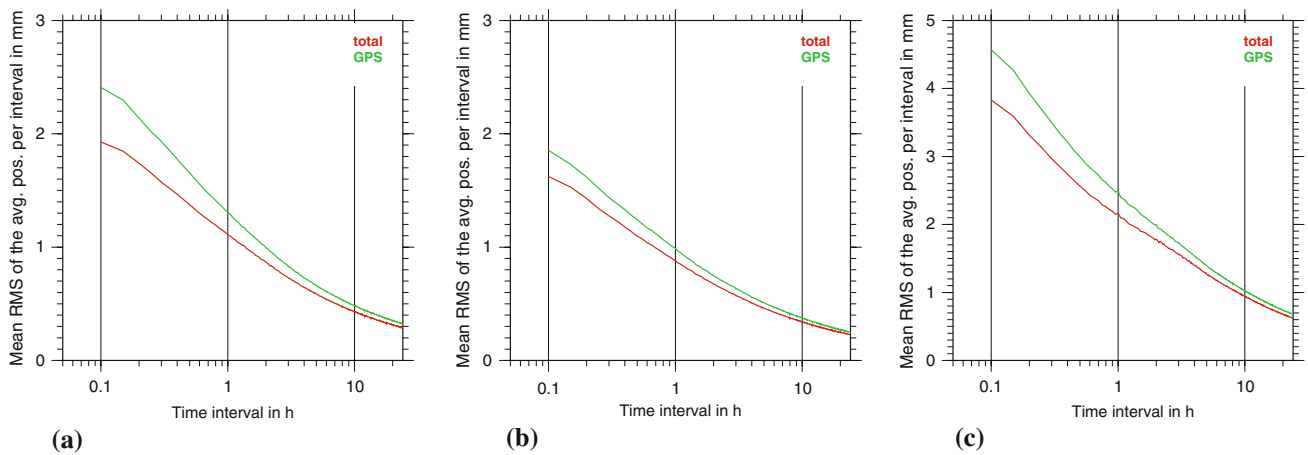 Mean RMS of the avg. pos. per interval in mm
3
2
1
0
total
GPS
0.1 1 10
Time interval in h
(a)
Mean RMS of the avg. pos. per interval in mm
3
2
1
0
total
GPS
0.1 1 10
Time interval in h
(b)
Mean RMS of the avg. pos. per interval in mm
5
4
3
2
1
0
total
GPS
0.1 1 10
Time interval in h
(c)